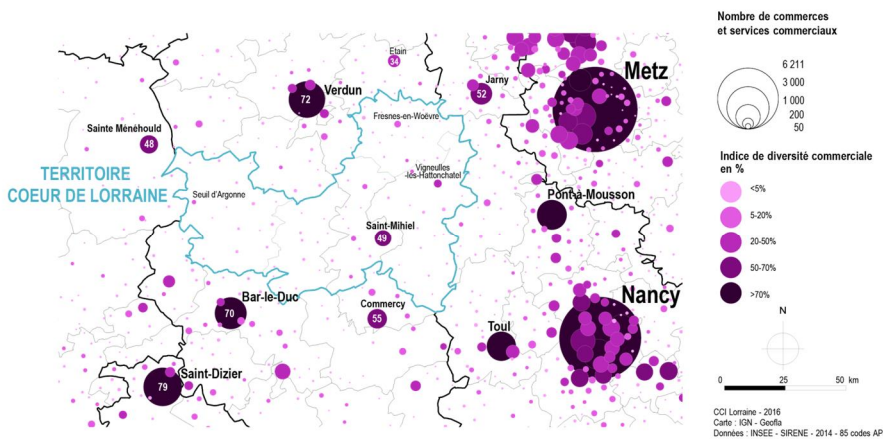 Nombre de commerces
et services commerciaux
6 211
3 000
1 000
200
50
Indice de diversité commerciale
en %
<5%
5-20%
20-50%
50-70%
>70%
N
0 25 50 km
CCI Lorraine - 2016
Carte : IGN - Geofla
Données : INSEE - SIRENE - 2014 - 85 codes AP
Etain
34
Metz
Verdun
72
Jarny
52
Fresnes-en-Woëvre
Sainte Ménéhould
48
TERRITOIRE
COEUR DE LORRAINE
Vigneulles
-lès-Hattonchatel
Seuil d'Argonne
Pont-à-Mousson
Saint-Mihiel
49
Bar-le-Duc
70
Commercy
55
Nancy
Toul
Saint-Dizier
79